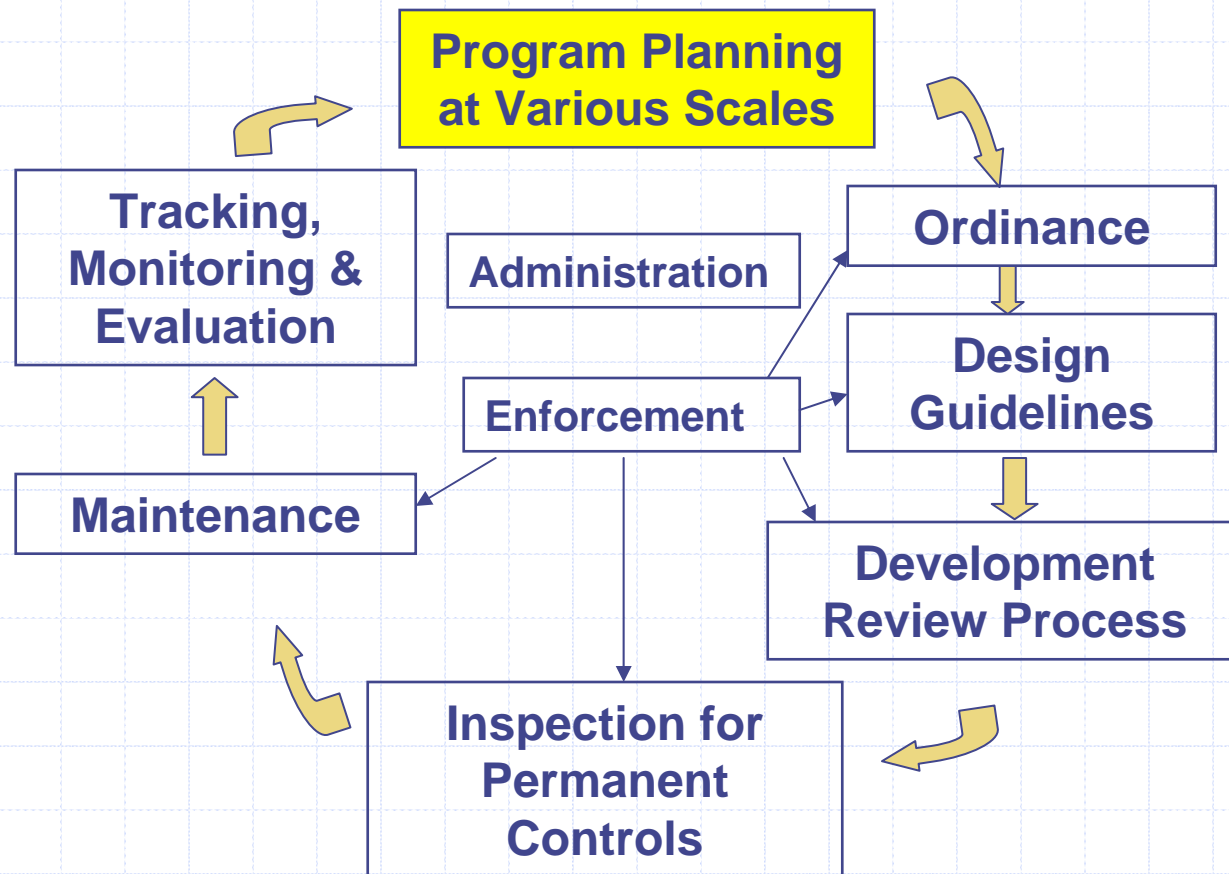 Program Planning
at Various Scales
Tracking,
Monitoring &
Evaluation
Administration
Ordinance
Enforcement
Design
Guidelines
Maintenance
Development
Review Process
Inspection for
Permanent
Controls